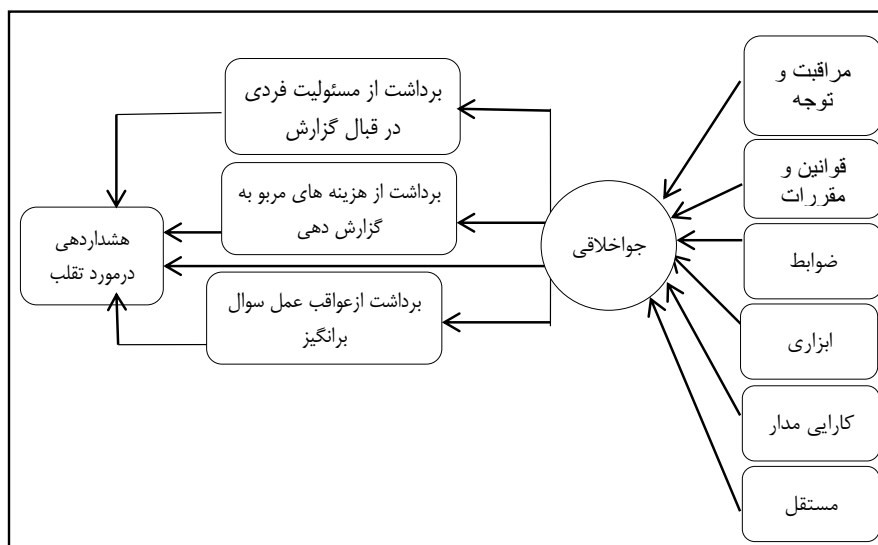 مراقبت و
توجه
قوانین و
مقررات
ضوابط
ابزاری
کارایی مدار
مستقل
جواخلاقی
برداشت از مسئولیت فردی
در قبال گزارش
برداشت از هزینه های مربو به
گزارش دهی
برداشت ازعواقب عمل سوال
برانگیز
هشداردهی
درمورد تقلب